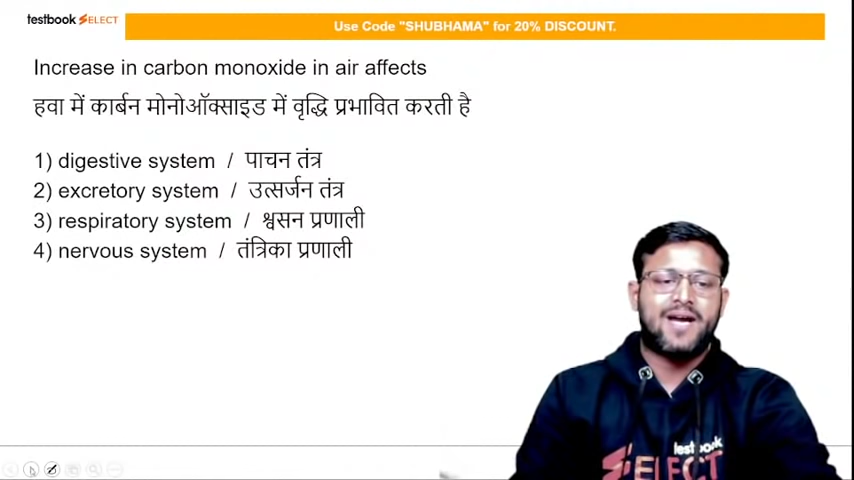 testbook SELECT
Use Code "SHUBHAMA" for 20% DISCOUNT.
Increase in carbon monoxide in air affects
हवा में कार्बन मोनोऑक्साइड में वृद्धि प्रभावित करती है
1) digestive system / पाचन तंत्र
2) excretory system / उत्सर्जन तंत्र
3) respiratory system / श्वसन प्रणाली
4) nervous system / तंत्रिका प्रणाली
testbook
SELECT